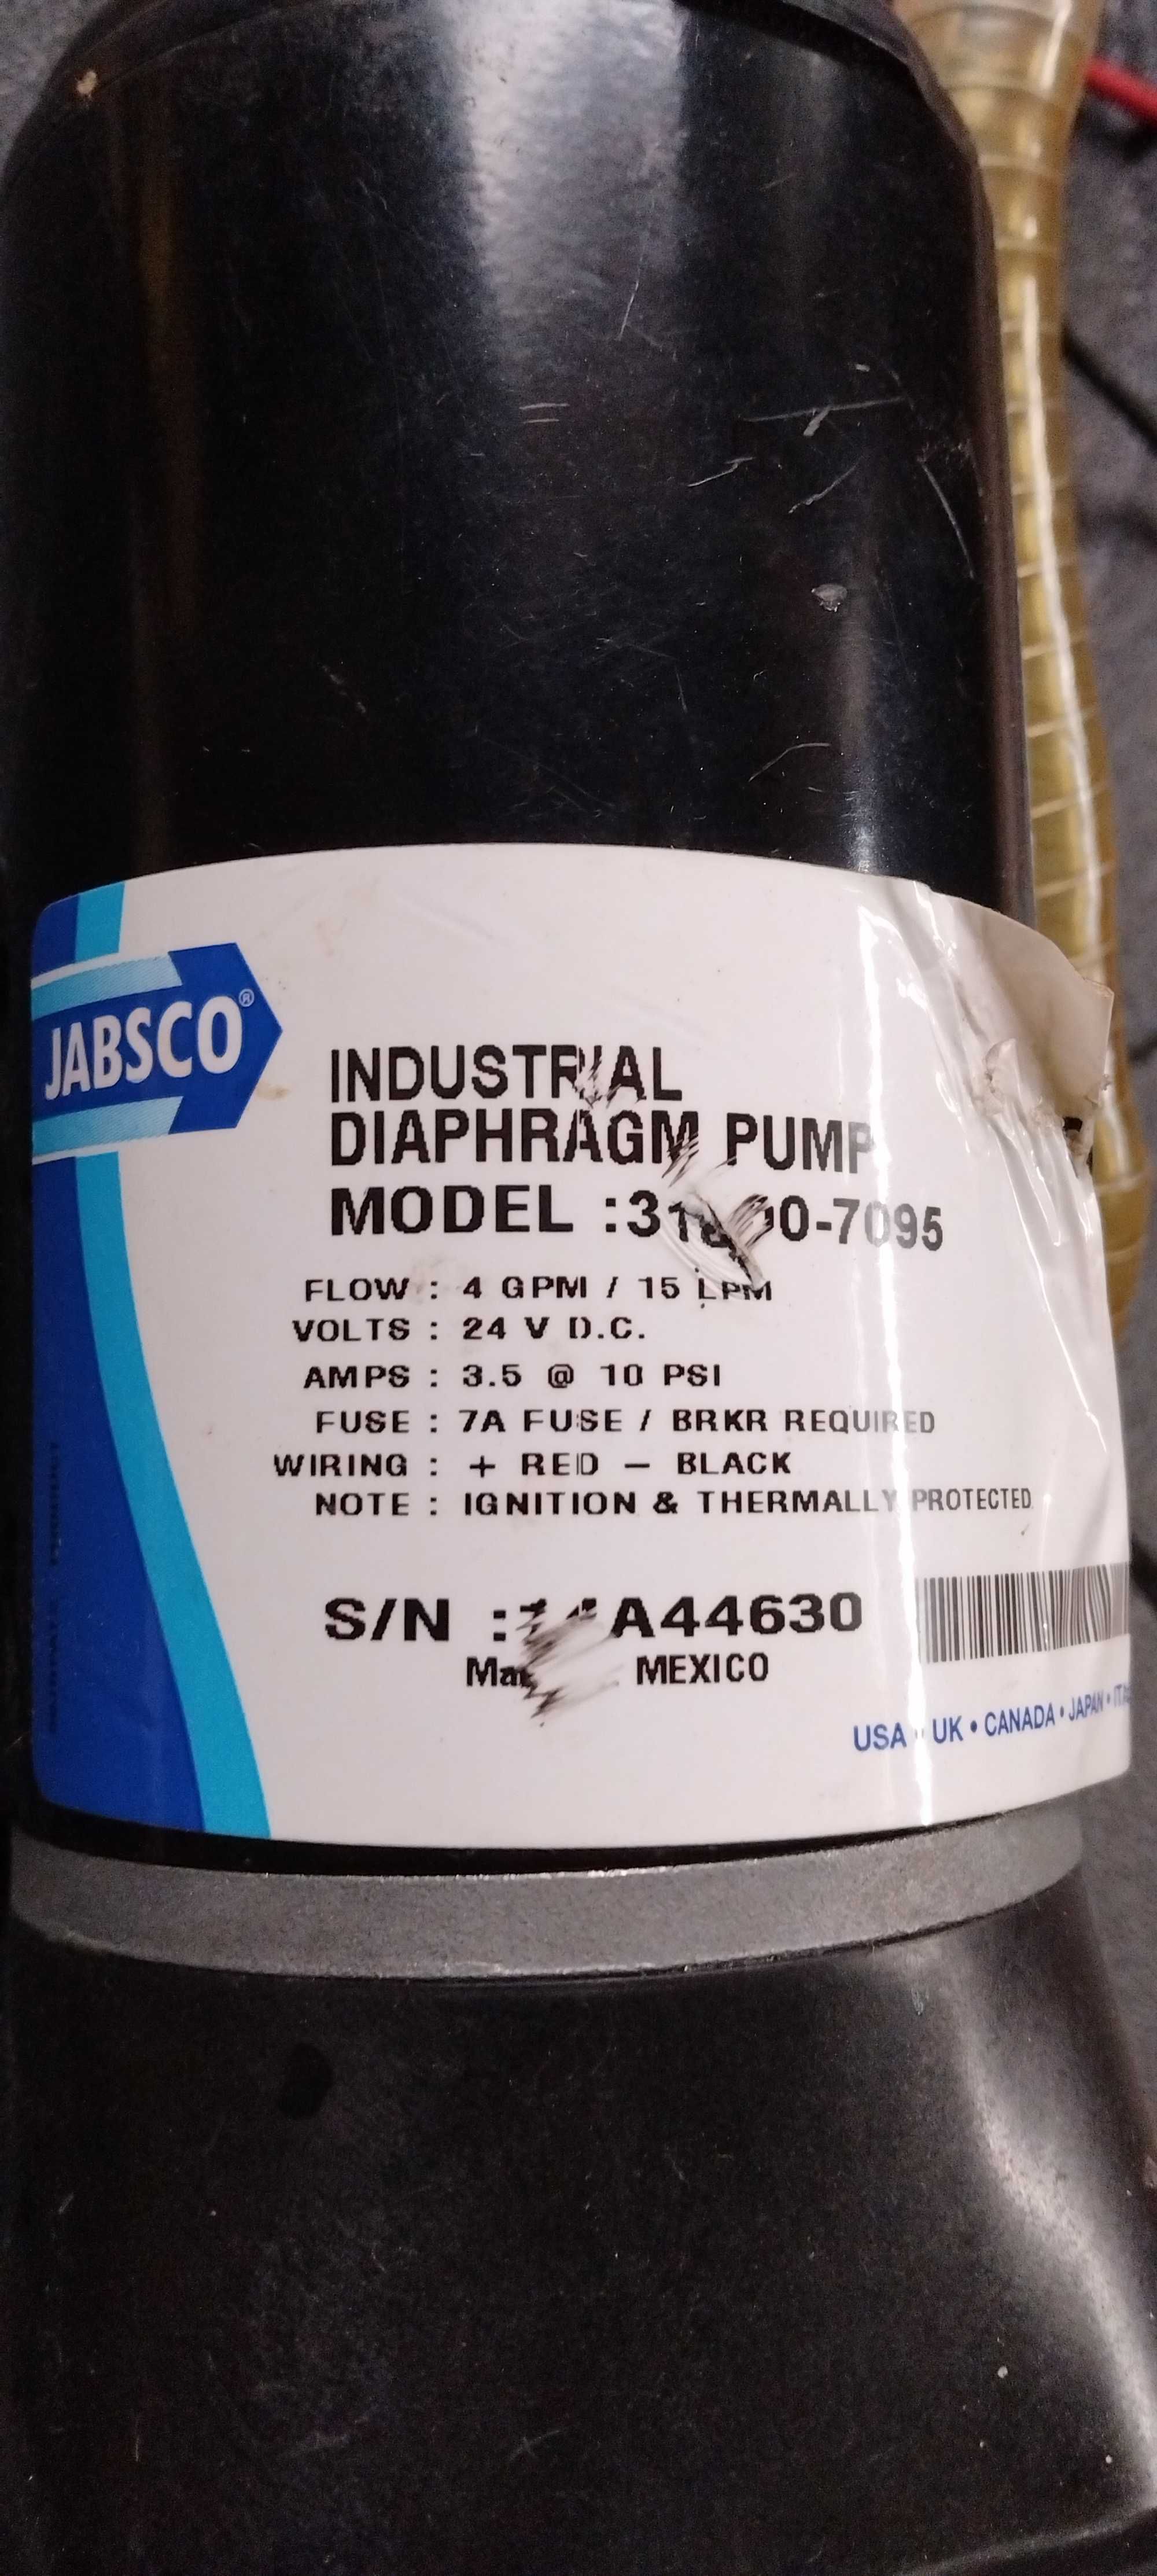 JABSCO®
INDUSTRIAL
DIAPHRAGM PUMP
MODEL :
FLOW : 4 GPM / 15 LPM
VOLTS : 24 V D.C.
AMPS : 3.5 @ 10 PSI
FUSE : 7A FUSE / BRKR REQUIRED
WIRING : + RED — BLACK
NOTE : IGNITION & THERMALLY PROTECTED
S/N :
MEXICO
USA • UK • CANADA • JAPAN •